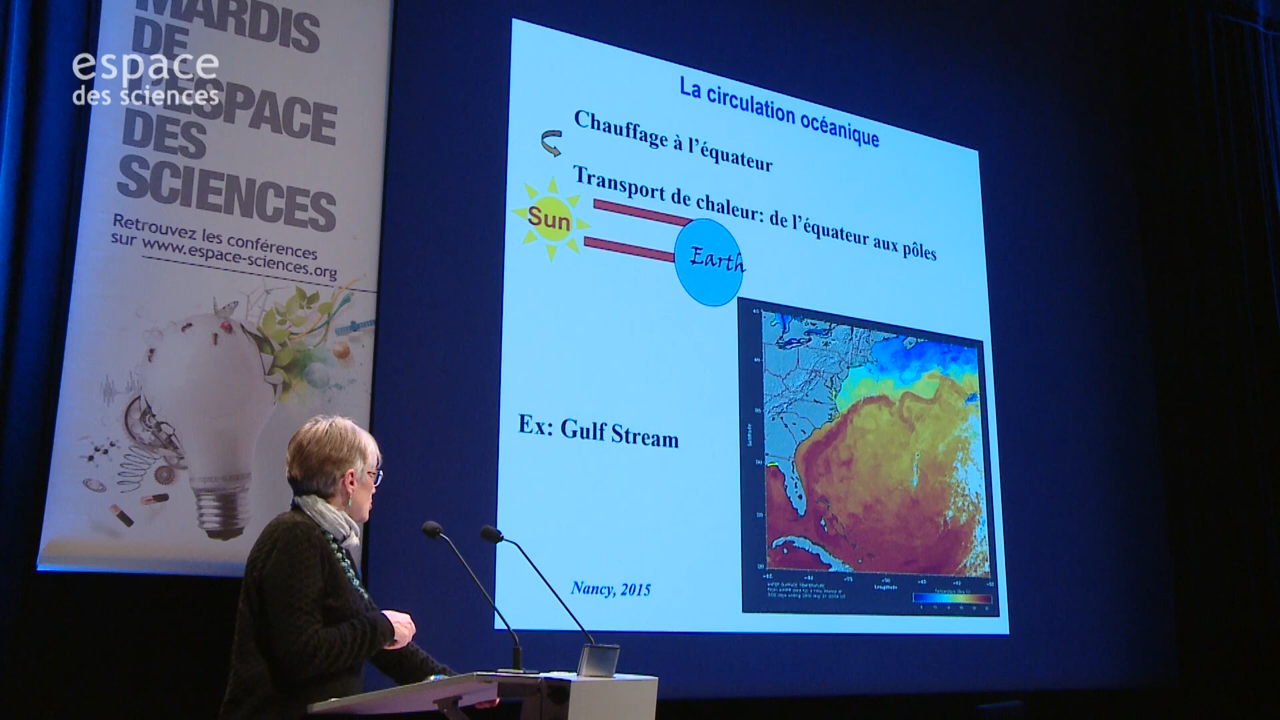 MARDIS
DE
L'ESPACE
DES
SCIENCES
Retrouvez les conférences
sur www.espace-sciences.org
espace
des sciences
La circulation océanique
Chauffage à l'équateur
Transport de chaleur: de l'équateur aux pôles
Sun
Earth
Ex: Gulf Stream
Nancy, 2015